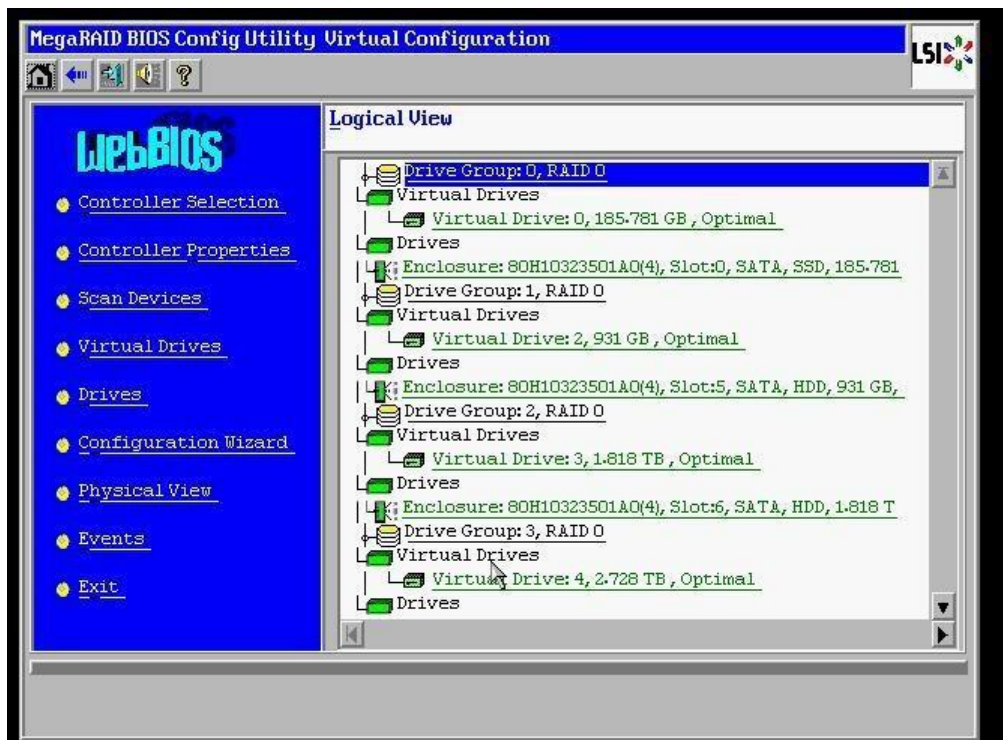 MegaRAID BIOS Config Utility Virtual Configuration
LSI
WebBIOS
Controller Selection
Controller Properties
Scan Devices
Virtual Drives
Drives
Configuration Wizard
Physical View
Events
Exit
Logical View
Drive Group: 0, RAID 0
Virtual Drives
Virtual Drive: 0, 185.781 GB, Optimal
Drives
Enclosure: 80H10323501A0(4), Slot:0, SATA, SSD, 185.781
Drive Group: 1, RAID 0
Virtual Drives
Virtual Drive: 2, 931 GB, Optimal
Drives
Enclosure: 80H10323501A0(4), Slot:5, SATA, HDD, 931 GB,
Drive Group: 2, RAID 0
Virtual Drives
Virtual Drive: 3, 1.818 TB, Optimal
Drives
Enclosure: 80H10323501A0(4), Slot:6, SATA, HDD, 1.818 T
Drive Group: 3, RAID 0
Virtual Drives
Virtual Drive: 4, 2.728 TB, Optimal
Drives